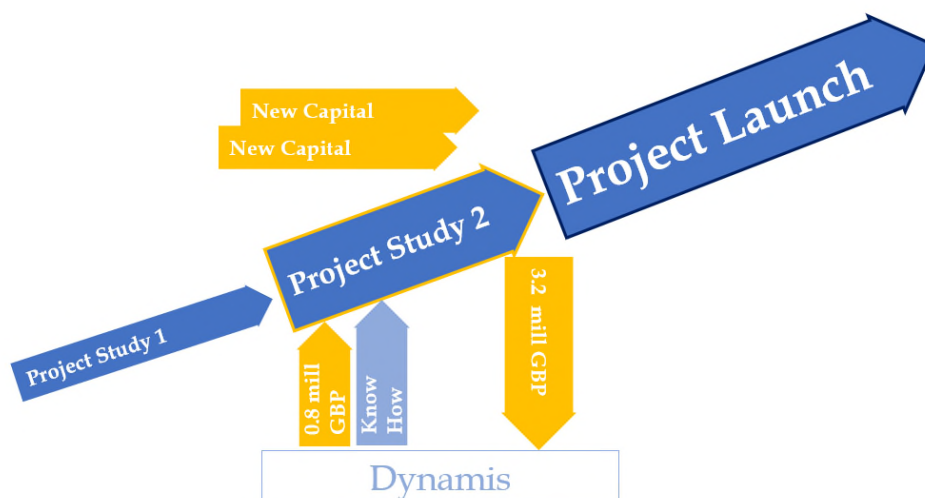 Project Launch
New Capital
New Capital
Project Study 2
Project Study 1
0.8 mill
GBP
Know
How
3.2 mill GBP
Dynamis